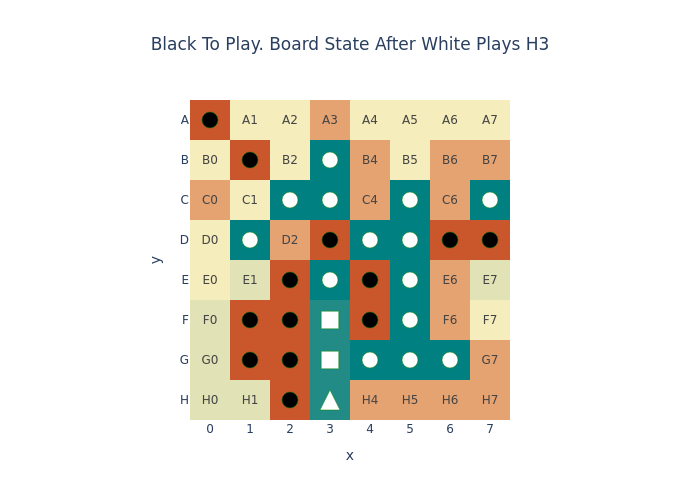 Black To Play. Board State After White Plays H3
A A1 A2 A3 A4 A5 A6 A7
B B0 B2 B4 B5 B6 B7
C C0 C1 C4 C6
D D0 D2
E E0 E1 E6 E7
F F0 F6 F7
G G0 G7
H H0 H1 H4 H5 H6 H7
0 1 2 3 4 5 6 7
x
y